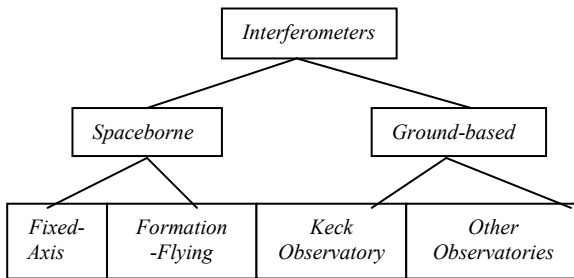 Interferometers
Spaceborne
Ground-based
Fixed-
Axis
Formation
-Flying
Keck
Observatory
Other
Observatories